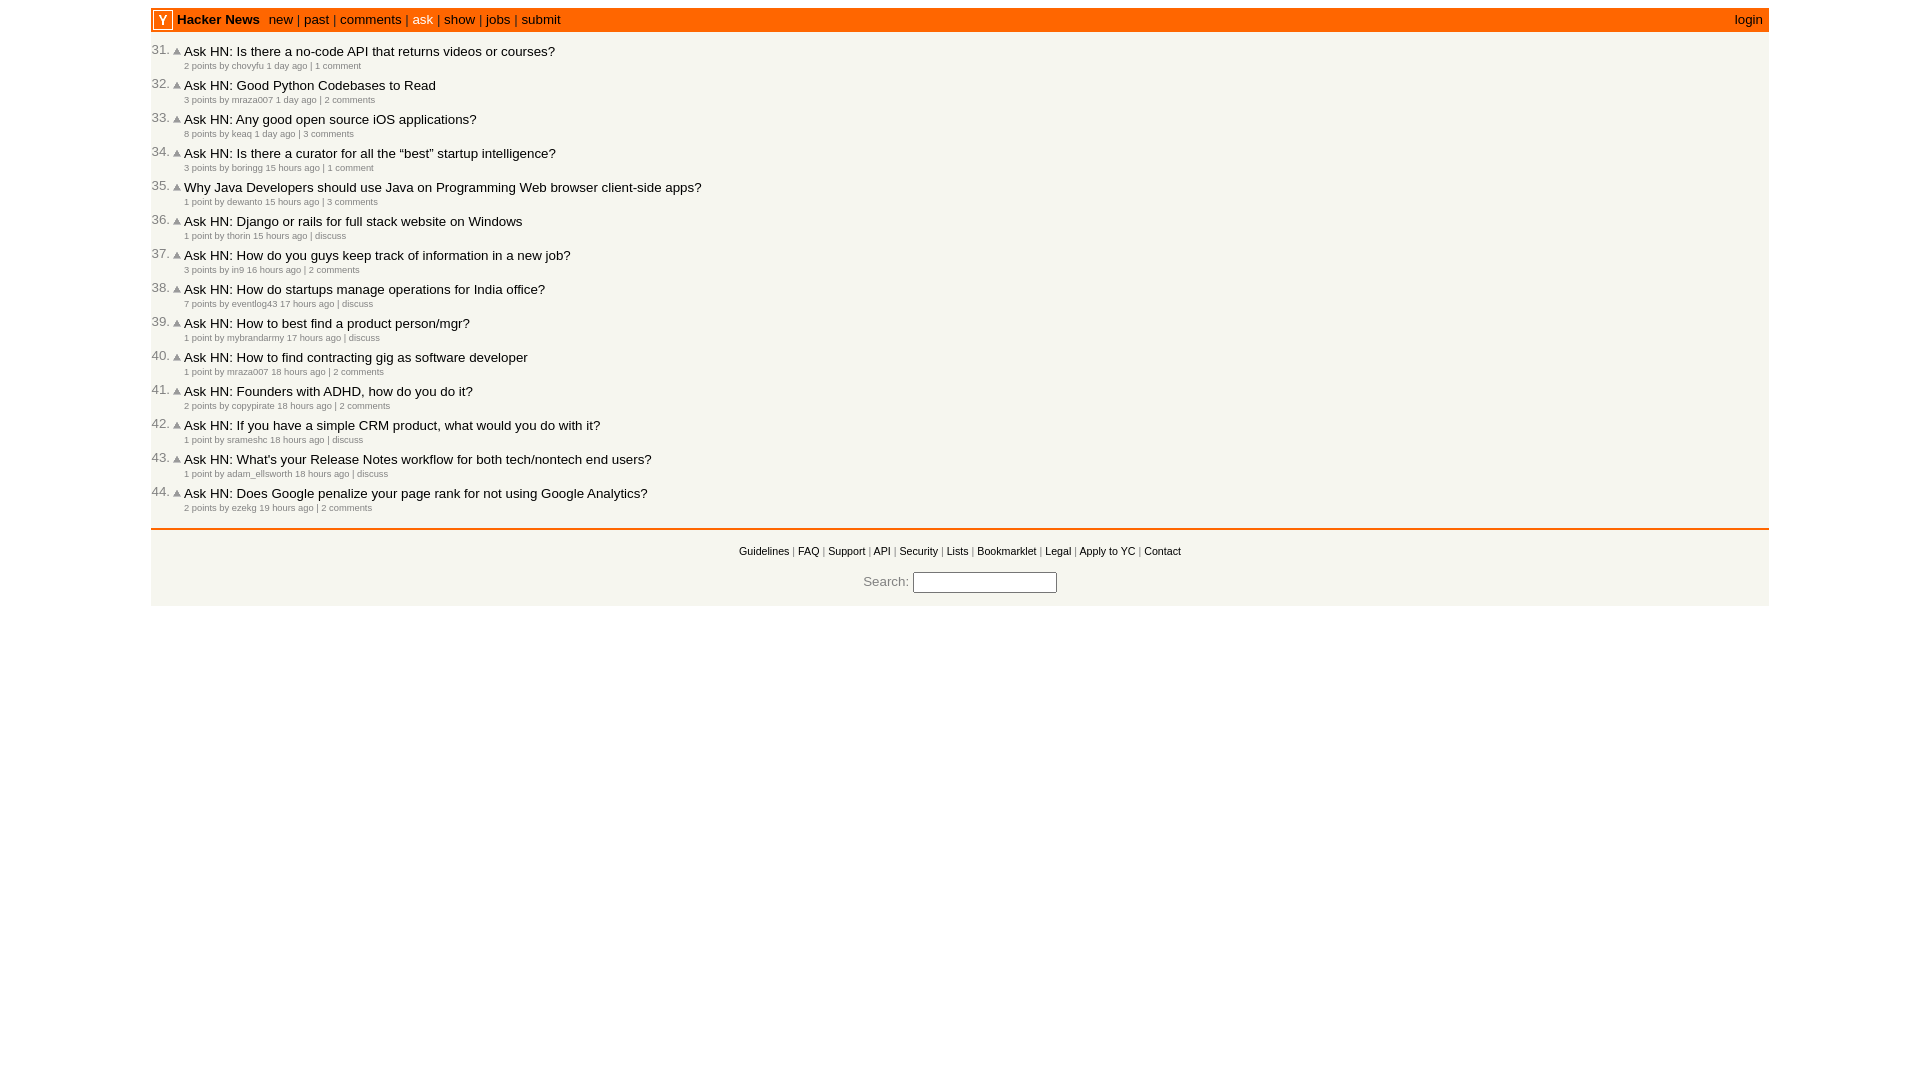 Y Hacker News new | past | comments | ask | show | jobs | submit login
31. Ask HN: Is there a no-code API that returns videos or courses?
2 points by chovyfu 1 day ago | 1 comment
32. Ask HN: Good Python Codebases to Read
3 points by mraza007 1 day ago | 2 comments
33. Ask HN: Any good open source iOS applications?
8 points by keaq 1 day ago | 3 comments
34. Ask HN: Is there a curator for all the “best” startup intelligence?
3 points by boringg 15 hours ago | 1 comment
35. Why Java Developers should use Java on Programming Web browser client-side apps?
1 point by dewanto 15 hours ago | 3 comments
36. Ask HN: Django or rails for full stack website on Windows
1 point by thorin 15 hours ago | discuss
37. Ask HN: How do you guys keep track of information in a new job?
3 points by in9 16 hours ago | 2 comments
38. Ask HN: How do startups manage operations for India office?
7 points by eventlog43 17 hours ago | discuss
39. Ask HN: How to best find a product person/mgr?
1 point by mybrandarmy 17 hours ago | discuss
40. Ask HN: How to find contracting gig as software developer
1 point by mraza007 18 hours ago | 2 comments
41. Ask HN: Founders with ADHD, how do you do it?
2 points by copypirate 18 hours ago | 2 comments
42. Ask HN: If you have a simple CRM product, what would you do with it?
1 point by srameshc 18 hours ago | discuss
43. Ask HN: What's your Release Notes workflow for both tech/nontech end users?
1 point by adam_ellsworth 18 hours ago | discuss
44. Ask HN: Does Google penalize your page rank for not using Google Analytics?
2 points by ezekg 19 hours ago | 2 comments
Guidelines | FAQ | Support | API | Security | Lists | Bookmarklet | Legal | Apply to YC | Contact
Search: